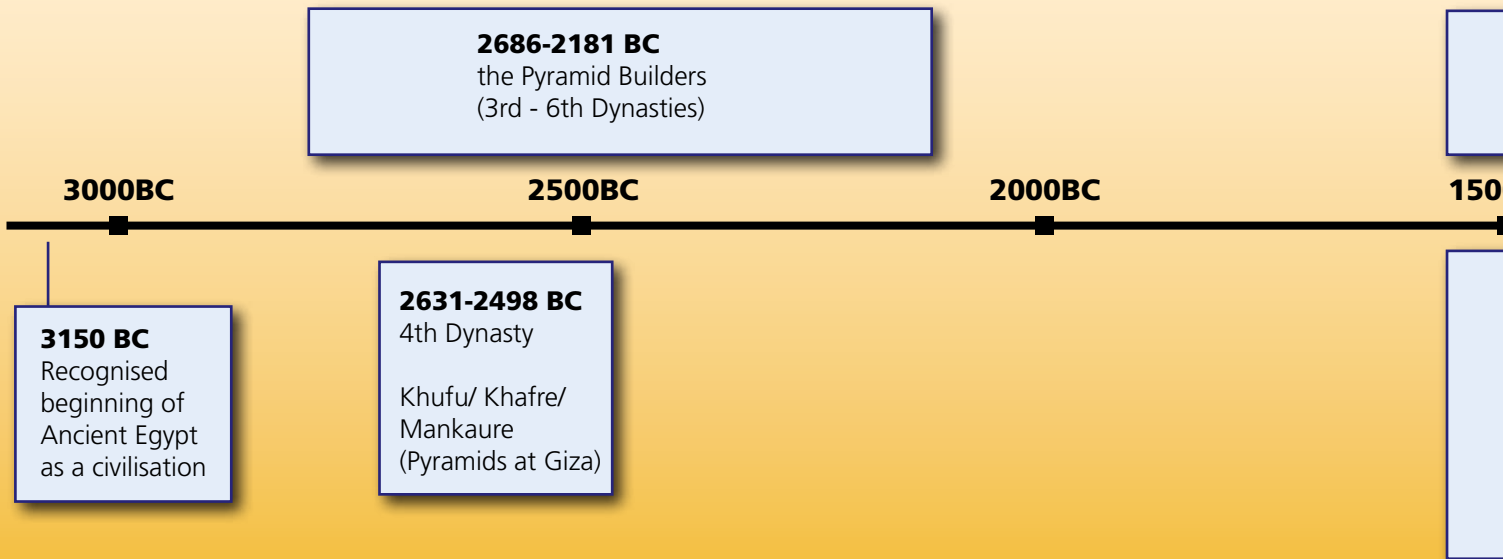 2686-2181 BC
the Pyramid Builders
(3rd - 6th Dynasties)
3000BC
2500BC
2000BC
150
3150 BC
Recognised
beginning of
Ancient Egypt
as a civilisation
2631-2498 BC
4th Dynasty
Khufu/ Khafre/
Mankaure
(Pyramids at Giza)